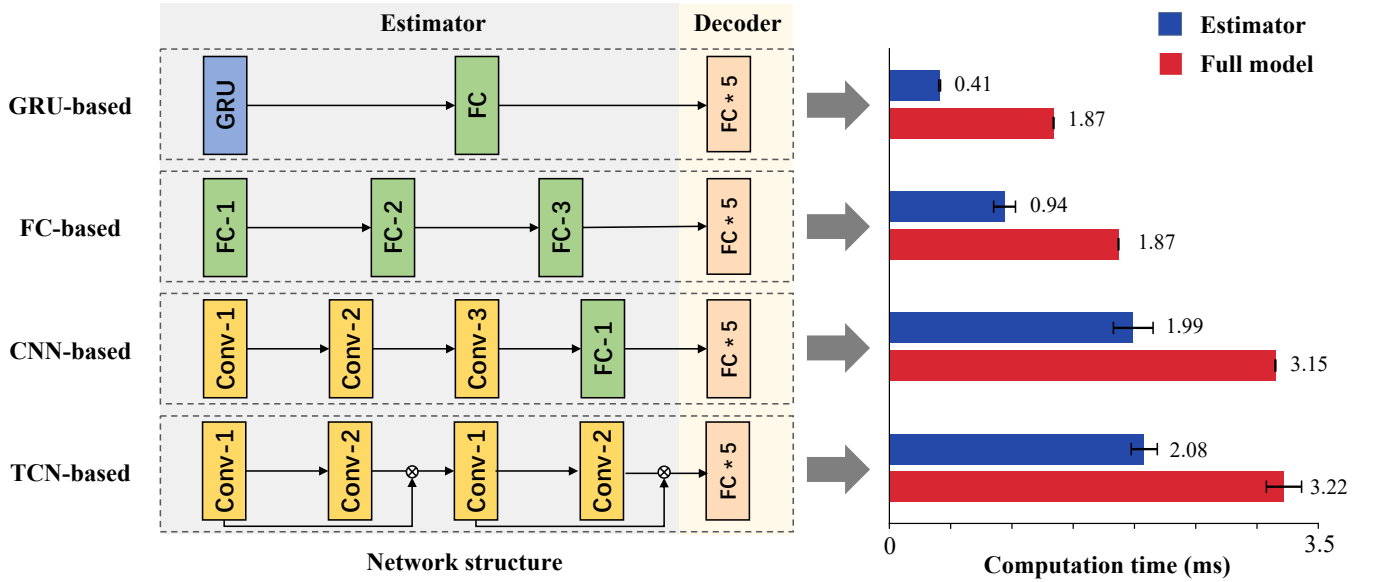 Estimator Decoder
Estimator
Full model
GRU-based
GRU
FC
FC * 5
0.41
1.87
FC-based
FC-1
FC-2
FC-3
FC * 5
0.94
1.87
CNN-based
Conv-1
Conv-2
Conv-3
FC-1
FC * 5
1.99
3.15
TCN-based
Conv-1
Conv-2
Conv-1
Conv-2
FC * 5
2.08
3.22
0
3.5
Network structure
Computation time (ms)